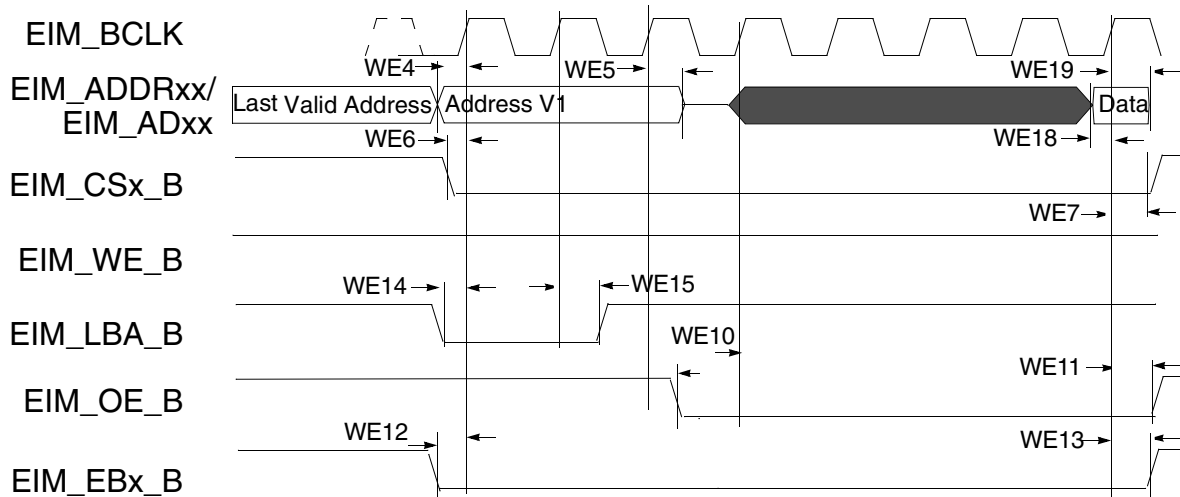 EIM_BCLK
WE4
WE5
WE19
EIM_ADDRxx/
EIM_ADxx
Last Valid Address
Address V1
Data
WE6
WE18
EIM_CSx_B
WE7
EIM_WE_B
WE14
WE15
EIM_LBA_B
WE10
WE11
EIM_OE_B
WE12
WE13
EIM_EBx_B